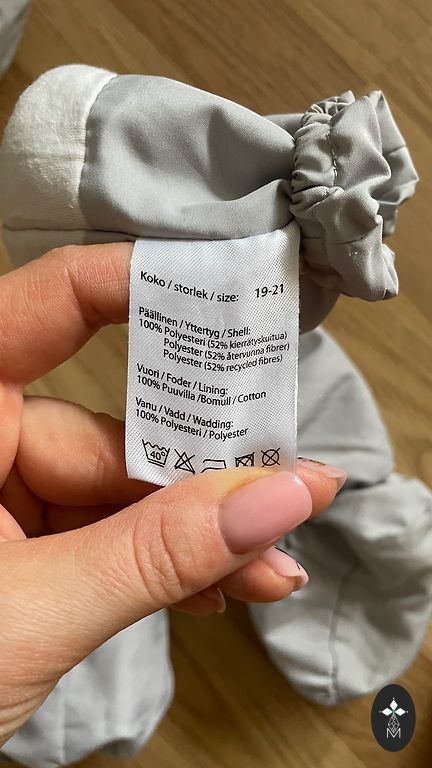 Koko / storlek / size: 19-21
Päällinen / Yttertyg / Shell:
100% Polyesteri (52% kierrätyskuitua)
Polyester (52% återvunna fibrer)
Polyester (52% recycled fibres)
Vuori / Foder / Lining:
100% Puuvilla /Bomull / Cotton
Vanu / Vadd / Wadding:
100% Polyesteri / Polyester
40°
M